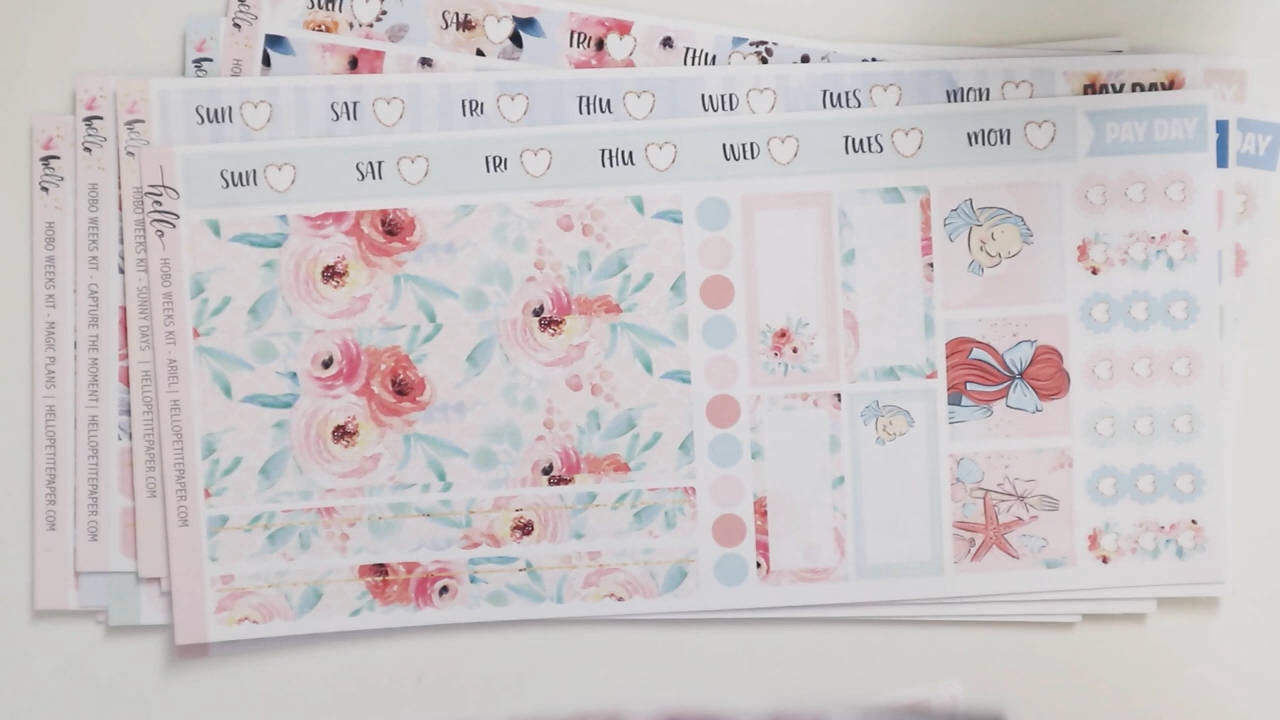 SUN
SAT
FRI
THU
hello
SUN
SAT
FRI
THU
WED
TUES
MON
PAY DAY
SUN
SAT
FRI
THU
WED
TUES
MON
PAY DAY
DAY
hello
HOBO WEEKS KIT - MAGIC PLANS | HELLOPETITEPAPER.COM
hello
HOBO WEEKS KIT - CAPTURE THE MOMENT | HELLOPETITEPAPER.COM
hello
HOBO WEEKS KIT - SUNNY DAYS | HELLOPETITEPAPER.COM
hello
HOBO WEEKS KIT - ARIEL | HELLOPETITEPAPER.COM